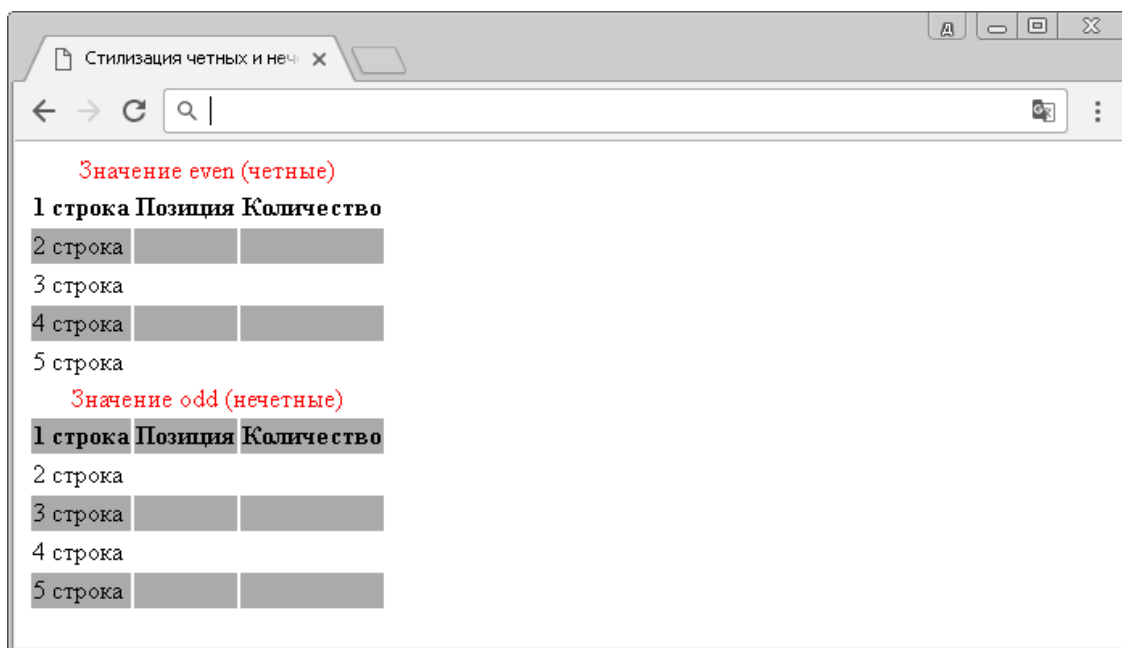 Д
Стилизация четных и неч
Значение even (четные)
1 строка Позиция Количество
2 строка
3 строка
4 строка
5 строка
Значение odd (нечетные)
1 строка Позиция Количество
2 строка
3 строка
4 строка
5 строка